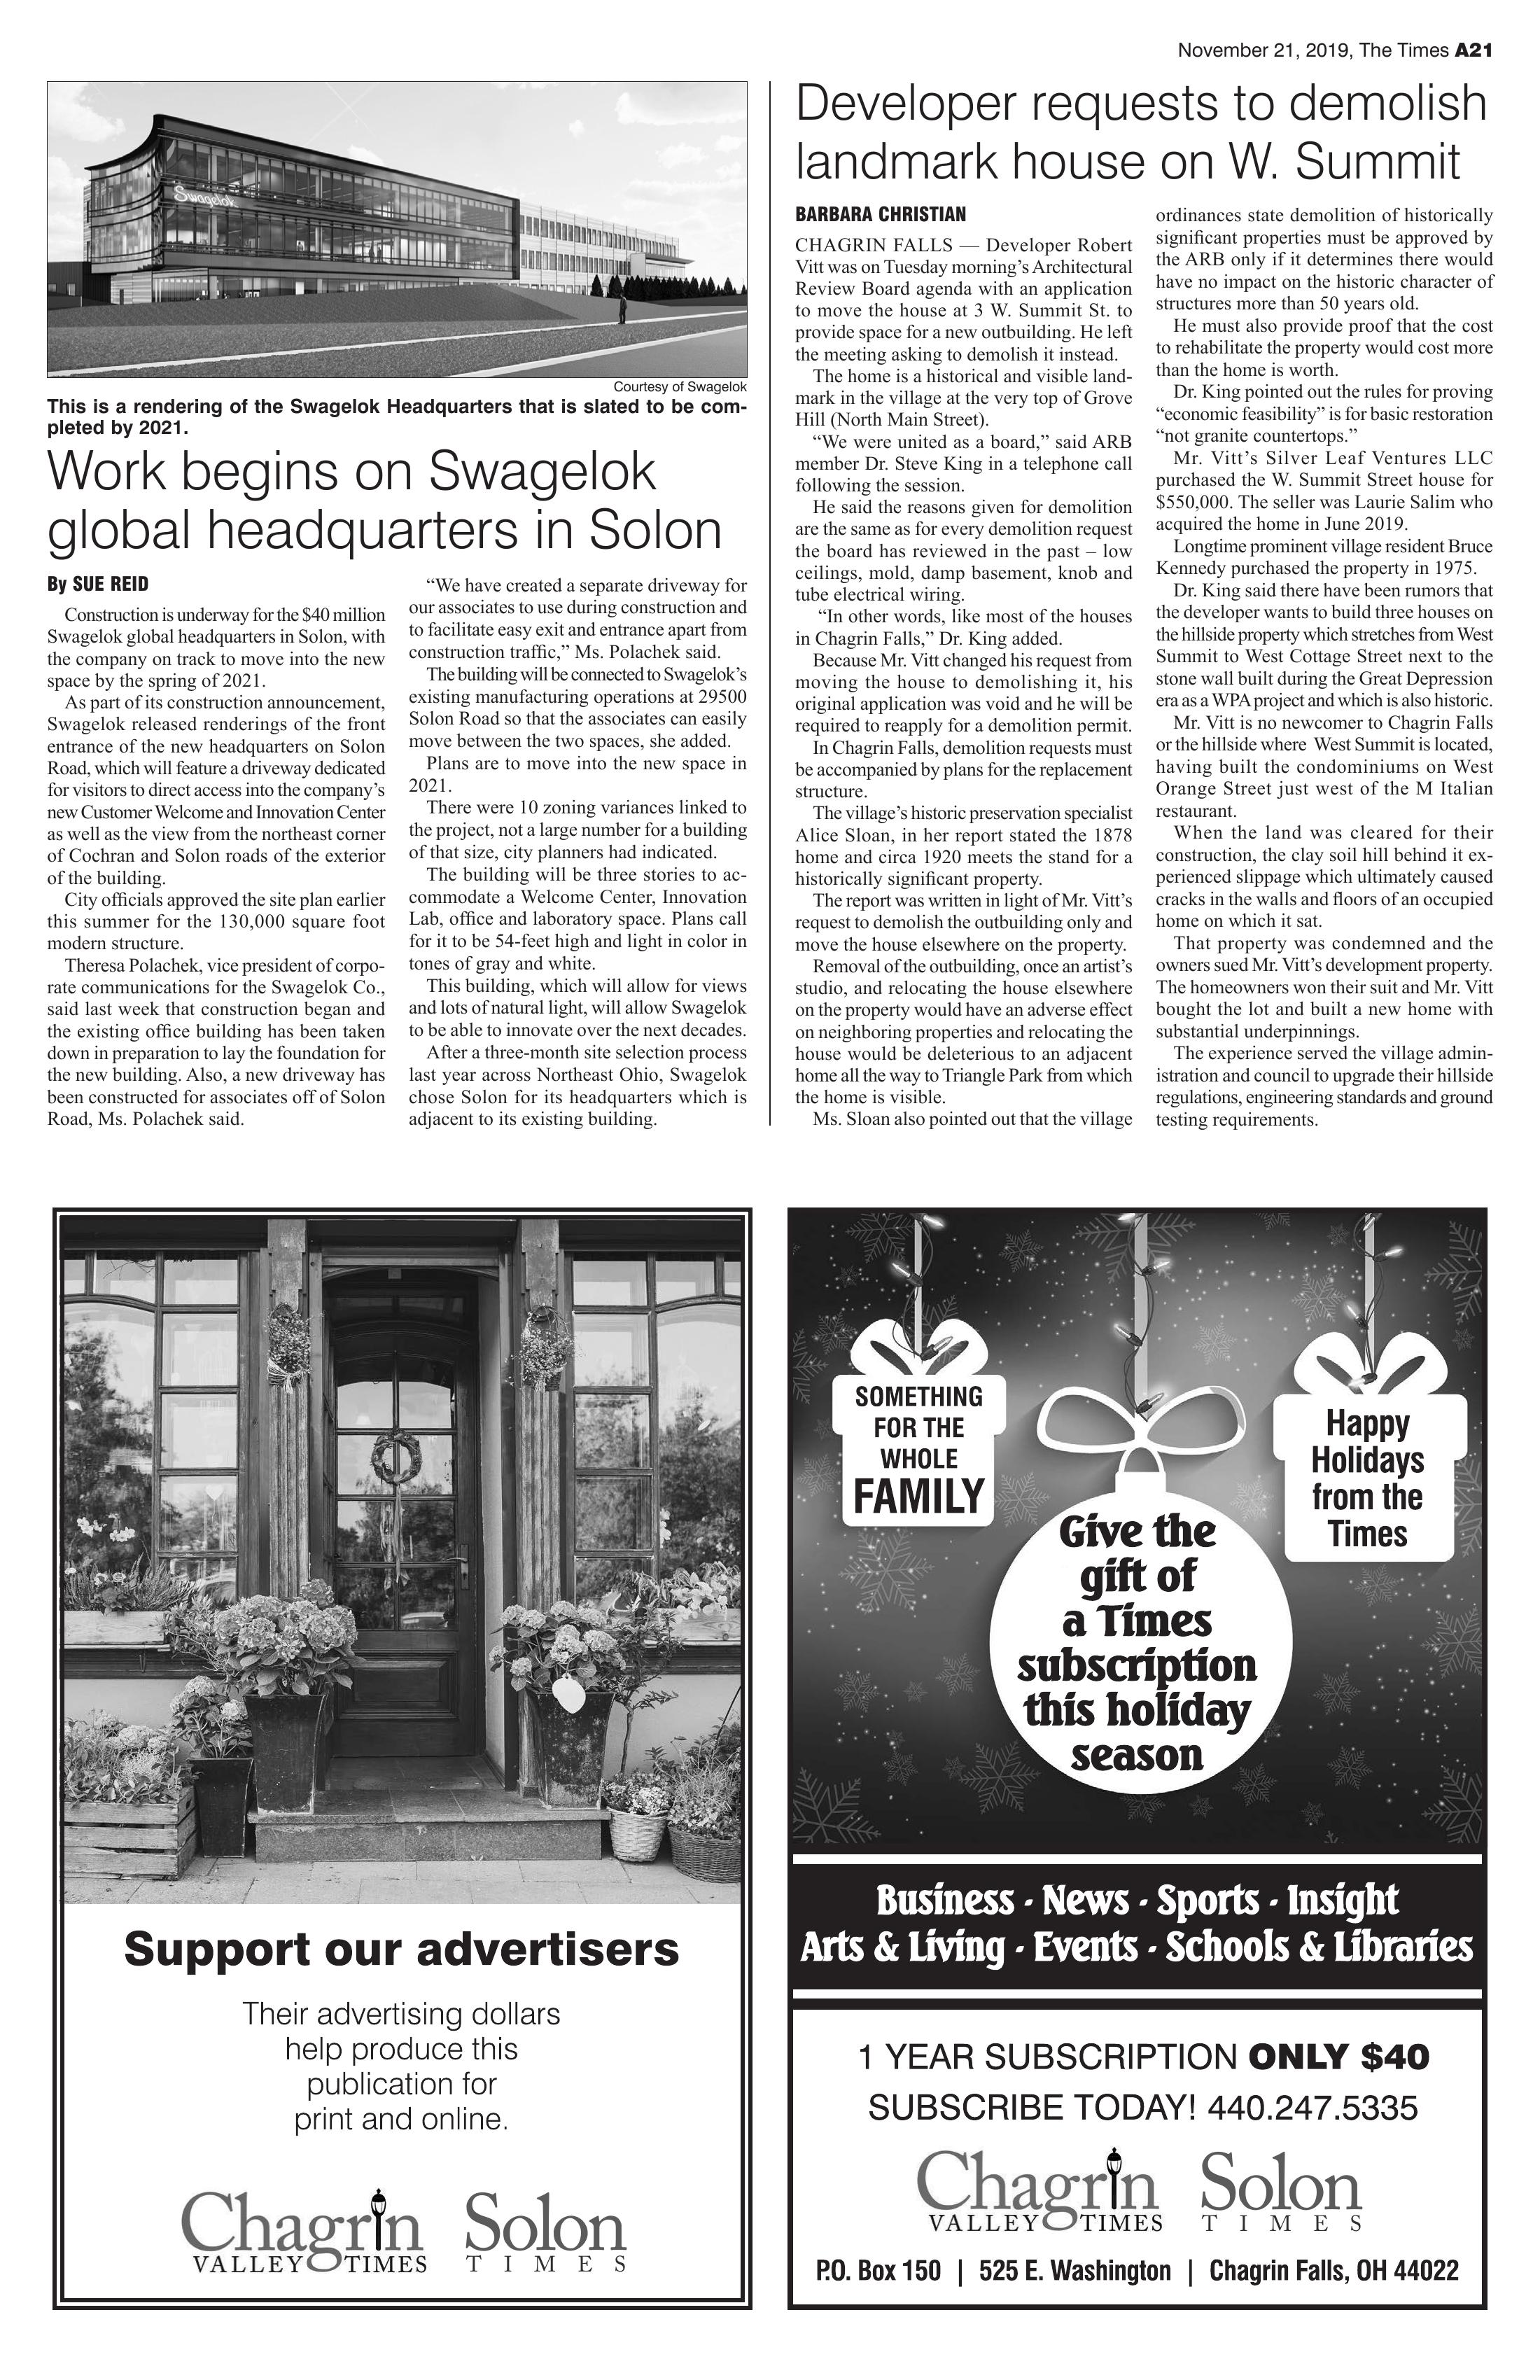 November 21, 2019, The Times A21
Swagelok
Courtesy of Swagelok
This is a rendering of the Swagelok Headquarters that is slated to be com-
pleted by 2021.
Work begins on Swagelok
global headquarters in Solon
By SUE REID
Construction is underway for the $40 million
Swagelok global headquarters in Solon, with
the company on track to move into the new
space by the spring of 2021.
As part of its construction announcement,
Swagelok released renderings of the front
entrance of the new headquarters on Solon
Road, which will feature a driveway dedicated
for visitors to direct access into the company’s
new Customer Welcome and Innovation Center
as well as the view from the northeast corner
of Cochran and Solon roads of the exterior
of the building.
City officials approved the site plan earlier
this summer for the 130,000 square foot
modern structure.
Theresa Polachek, vice president of corpo-
rate communications for the Swagelok Co.,
said last week that construction began and
the existing office building has been taken
down in preparation to lay the foundation for
the new building. Also, a new driveway has
been constructed for associates off of Solon
Road, Ms. Polachek said.
“We have created a separate driveway for
our associates to use during construction and
to facilitate easy exit and entrance apart from
construction traffic,” Ms. Polachek said.
The building will be connected to Swagelok’s
existing manufacturing operations at 29500
Solon Road so that the associates can easily
move between the two spaces, she added.
Plans are to move into the new space in
2021.
There were 10 zoning variances linked to
the project, not a large number for a building
of that size, city planners had indicated.
The building will be three stories to ac-
commodate a Welcome Center, Innovation
Lab, office and laboratory space. Plans call
for it to be 54-feet high and light in color in
tones of gray and white.
This building, which will allow for views
and lots of natural light, will allow Swagelok
to be able to innovate over the next decades.
After a three-month site selection process
last year across Northeast Ohio, Swagelok
chose Solon for its headquarters which is
adjacent to its existing building.
Developer requests to demolish
landmark house on W. Summit
BARBARA CHRISTIAN
CHAGRIN FALLS — Developer Robert
Vitt was on Tuesday morning’s Architectural
Review Board agenda with an application
to move the house at 3 W. Summit St. to
provide space for a new outbuilding. He left
the meeting asking to demolish it instead.
The home is a historical and visible land-
mark in the village at the very top of Grove
Hill (North Main Street).
“We were united as a board,” said ARB
member Dr. Steve King in a telephone call
following the session.
He said the reasons given for demolition
are the same as for every demolition request
the board has reviewed in the past – low
ceilings, mold, damp basement, knob and
tube electrical wiring.
“In other words, like most of the houses
in Chagrin Falls,” Dr. King added.
Because Mr. Vitt changed his request from
moving the house to demolishing it, his
original application was void and he will be
required to reapply for a demolition permit.
In Chagrin Falls, demolition requests must
be accompanied by plans for the replacement
structure.
The village’s historic preservation specialist
Alice Sloan, in her report stated the 1878
home and circa 1920 meets the stand for a
historically significant property.
The report was written in light of Mr. Vitt’s
request to demolish the outbuilding only and
move the house elsewhere on the property.
Removal of the outbuilding, once an artist’s
studio, and relocating the house elsewhere
on the property would have an adverse effect
on neighboring properties and relocating the
house would be deleterious to an adjacent
home all the way to Triangle Park from which
the home is visible.
Ms. Sloan also pointed out that the village
ordinances state demolition of historically
significant properties must be approved by
the ARB only if it determines there would
have no impact on the historic character of
structures more than 50 years old.
He must also provide proof that the cost
to rehabilitate the property would cost more
than the home is worth.
Dr. King pointed out the rules for proving
“economic feasibility” is for basic restoration
“not granite countertops.”
Mr. Vitt’s Silver Leaf Ventures LLC
purchased the W. Summit Street house for
$550,000. The seller was Laurie Salim who
acquired the home in June 2019.
Longtime prominent village resident Bruce
Kennedy purchased the property in 1975.
Dr. King said there have been rumors that
the developer wants to build three houses on
the hillside property which stretches from West
Summit to West Cottage Street next to the
stone wall built during the Great Depression
era as a WPA project and which is also historic.
Mr. Vitt is no newcomer to Chagrin Falls
or the hillside where West Summit is located,
having built the condominiums on West
Orange Street just west of the M Italian
restaurant.
When the land was cleared for their
construction, the clay soil hill behind it ex-
perienced slippage which ultimately caused
cracks in the walls and floors of an occupied
home on which it sat.
That property was condemned and the
owners sued Mr. Vitt’s development property.
The homeowners won their suit and Mr. Vitt
bought the lot and built a new home with
substantial underpinnings.
The experience served the village admin-
istration and council to upgrade their hillside
regulations, engineering standards and ground
testing requirements.
Support our advertisers
Their advertising dollars
help produce this
publication for
print and online.
Chagrin
VALLEY TIMES
Solon
TIMES
SOMETHING
FOR THE
WHOLE
FAMILY
Give the
gift of
a Times
subscription
this holiday
season
Happy
Holidays
from the
Times
Business - News - Sports - Insight
Arts & Living - Events - Schools & Libraries
1 YEAR SUBSCRIPTION ONLY $40
SUBSCRIBE TODAY! 440.247.5335
Chagrin
VALLEY TIMES
Solon
TIMES
P.O. Box 150 | 525 E. Washington | Chagrin Falls, OH 44022